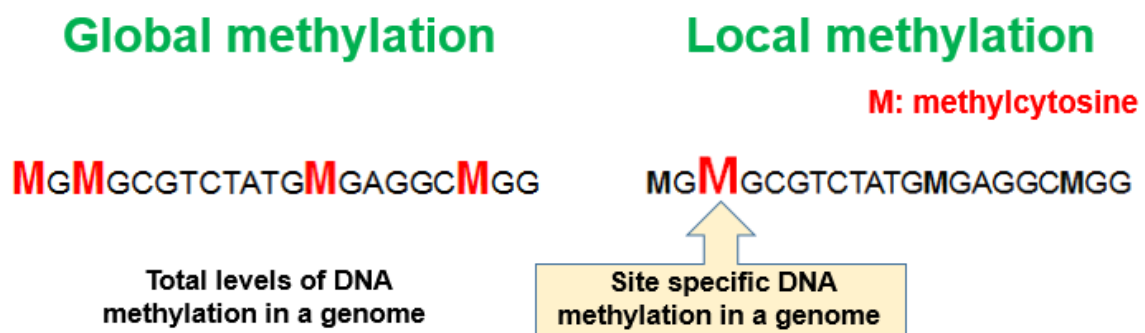 Global methylation
Local methylation
M: methylcytosine
MGMGCGTCTATGMGAGGCMGG
MGMGCGTCTATGMGAGGCMGG
Total levels of DNA
methylation in a genome
Site specific DNA
methylation in a genome